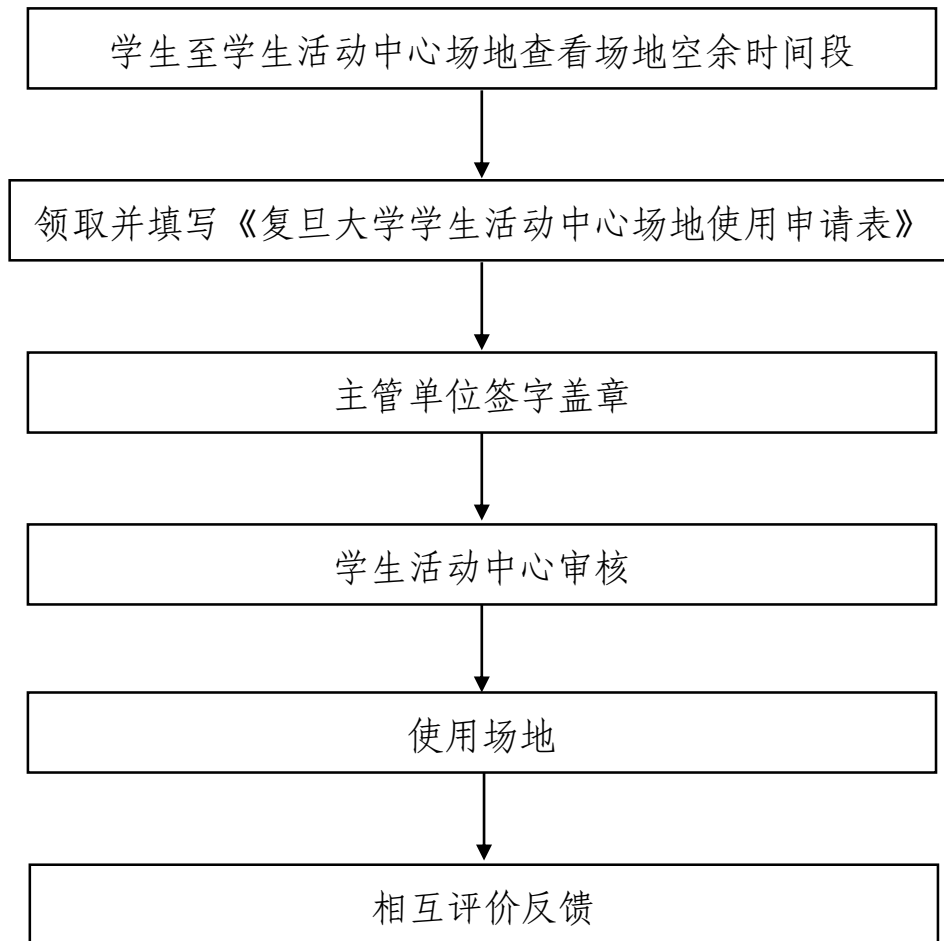 学生至学生活动中心场地查看场地空余时间段
领取并填写《复旦大学学生活动中心场地使用申请表》
主管单位签字盖章
学生活动中心审核
使用场地
相互评价反馈